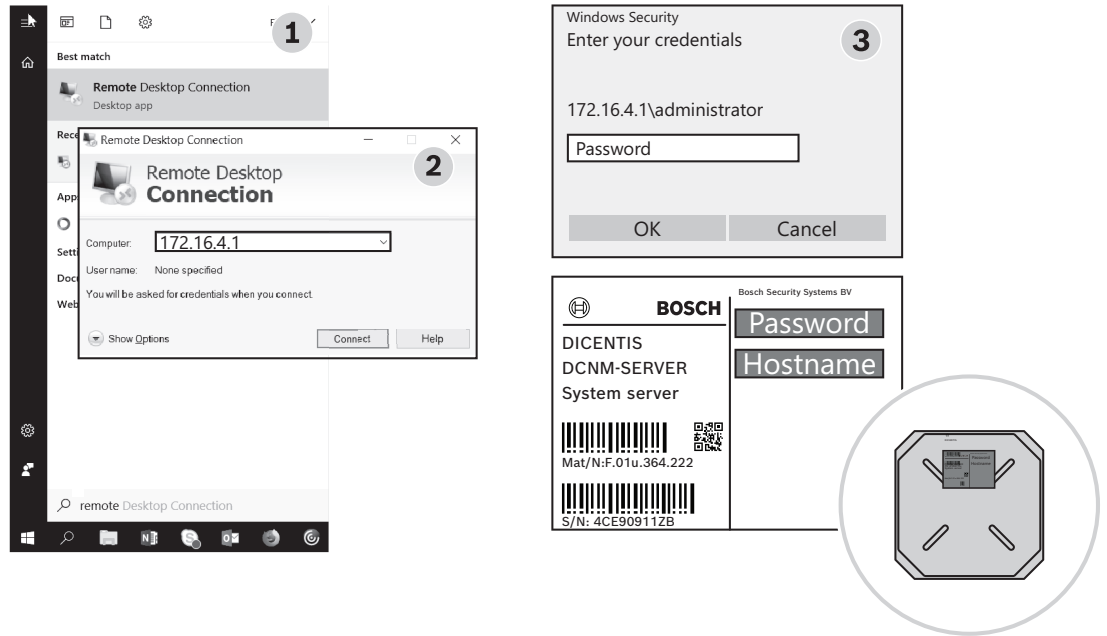 1
Best match
Remote Desktop Connection
Desktop app
Rece
App
Setti
Docu
Web
remote Desktop Connection
Remote Desktop Connection
2
Remote Desktop
Connection
Computer: 172.16.4.1
User name: None specified
You will be asked for credentials when you connect.
Show Options Connect Help
Windows Security
Enter your credentials
3
172.16.4.1\administrator
Password
OK Cancel
BOSCH
DICENTIS
DCNM-SERVER
System server
Mat/N:F.01u.364.222
S/N: 4CE90911ZB
Bosch Security Systems BV
Password
Hostname
Password
Hostname